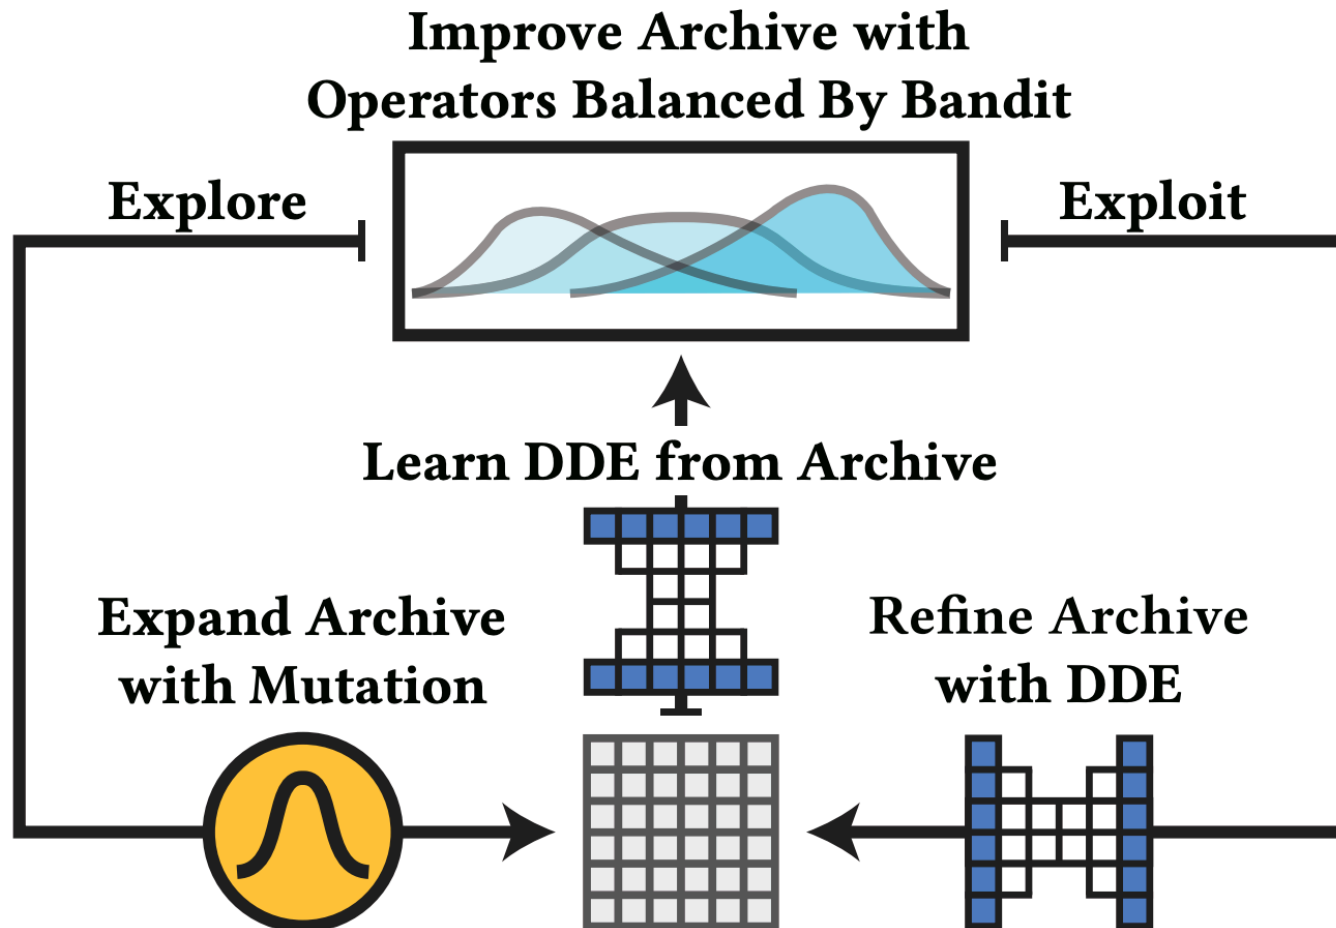 Improve Archive with
Operators Balanced By Bandit
Explore
Exploit
Learn DDE from Archive
Expand Archive
with Mutation
Refine Archive
with DDE